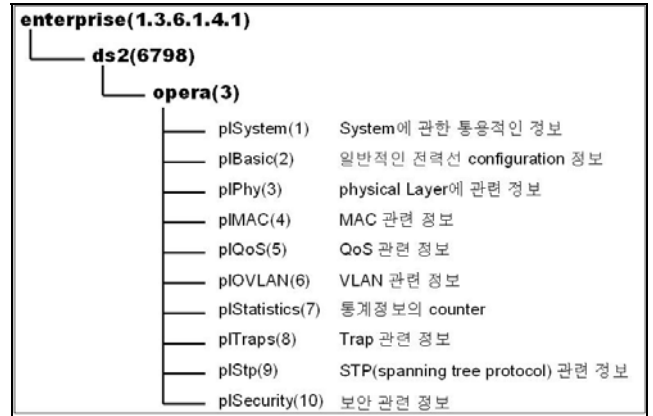 enterprise(1.3.6.1.4.1)
ds2(6798)
opera(3)
plSystem(1) System에 관한 통용적인 정보
plBasic(2) 일반적인 전력선 configuration 정보
plPhy(3) physical Layer에 관련 정보
plMAC(4) MAC 관련 정보
plQoS(5) QoS 관련 정보
plOVLAN(6) VLAN 관련 정보
plStatistics(7) 통계정보의 counter
plTraps(8) Trap 관련 정보
plStp(9) STP(spanning tree protocol) 관련 정보
plSecurity(10) 보안 관련 정보